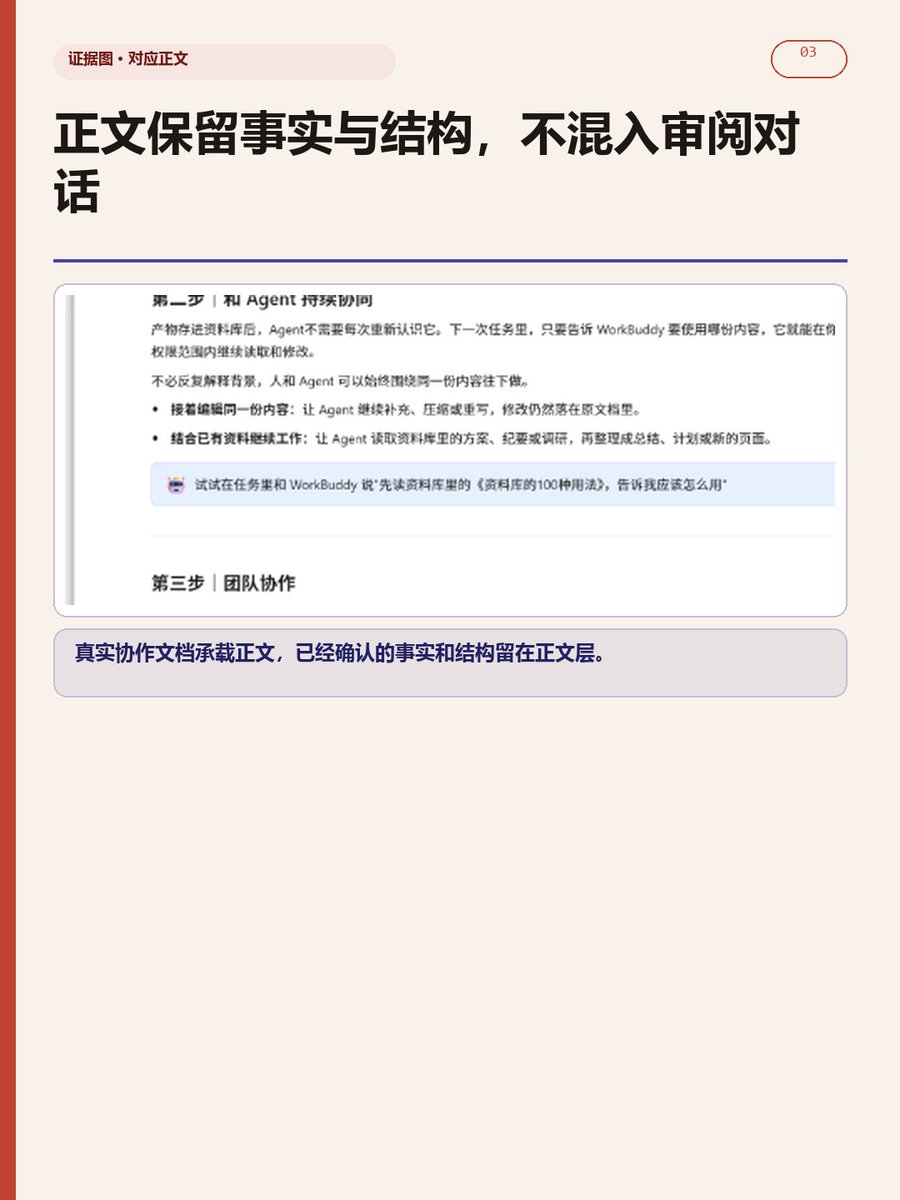 证据图·对应正文
03
正文保留事实与结构，不混入审阅对
话
第二步｜和 Agent 持续协同
产物存进资料库后，Agent不需要每次重新认识它。下一次任务里，只要告诉 WorkBuddy 要使用哪份内容，它就能在你
权限范围内继续读取和修改。
不必反复解释背景，人和 Agent 可以始终围绕同一份内容往下做。
• 接着编辑同一份内容：让 Agent 继续补充、压缩或重写，修改仍然落在原文档里。
• 结合已有资料继续工作：让 Agent 读取资料库里的方案、纪要或调研，再整理成总结、计划或新的页面。
试试在任务里和 WorkBuddy 说"先读资料库里的《资料库的100种用法》，告诉我应该怎么用"
第三步｜团队协作
真实协作文档承载正文，已经确认的事实和结构留在正文层。